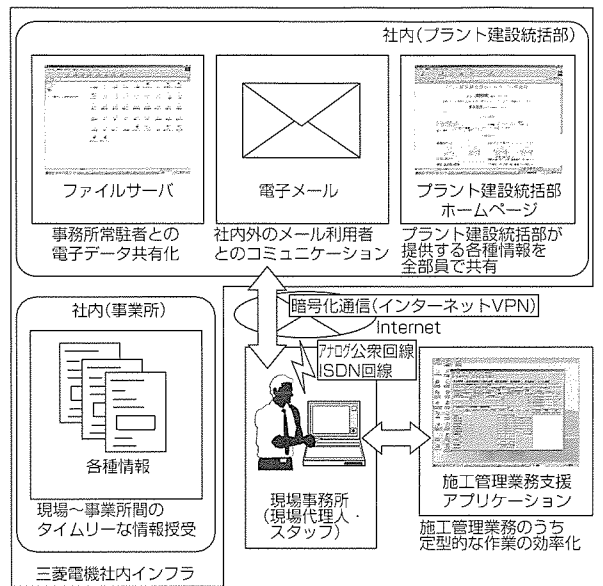 社内(プラント建設統括部)
ファイルサーバ
事務所常駐者との
電子データ共有化
電子メール
社内外のメール利用者
とのコミュニケーション
プラント建設統括部
ホームページ
プラント建設統括部が
提供する各種情報を
全部員で共有
暗号化通信(インターネットVPN)
Internet
アナログ公衆回線
ISDN回線
社内(事業所)
各種情報
現場~事業所間の
タイムリーな情報授受
三菱電機社内インフラ
現場事務所
(現場代理人・
スタッフ)
施工管理業務支援
アプリケーション
施工管理業務のうち
定型的な作業の効率化